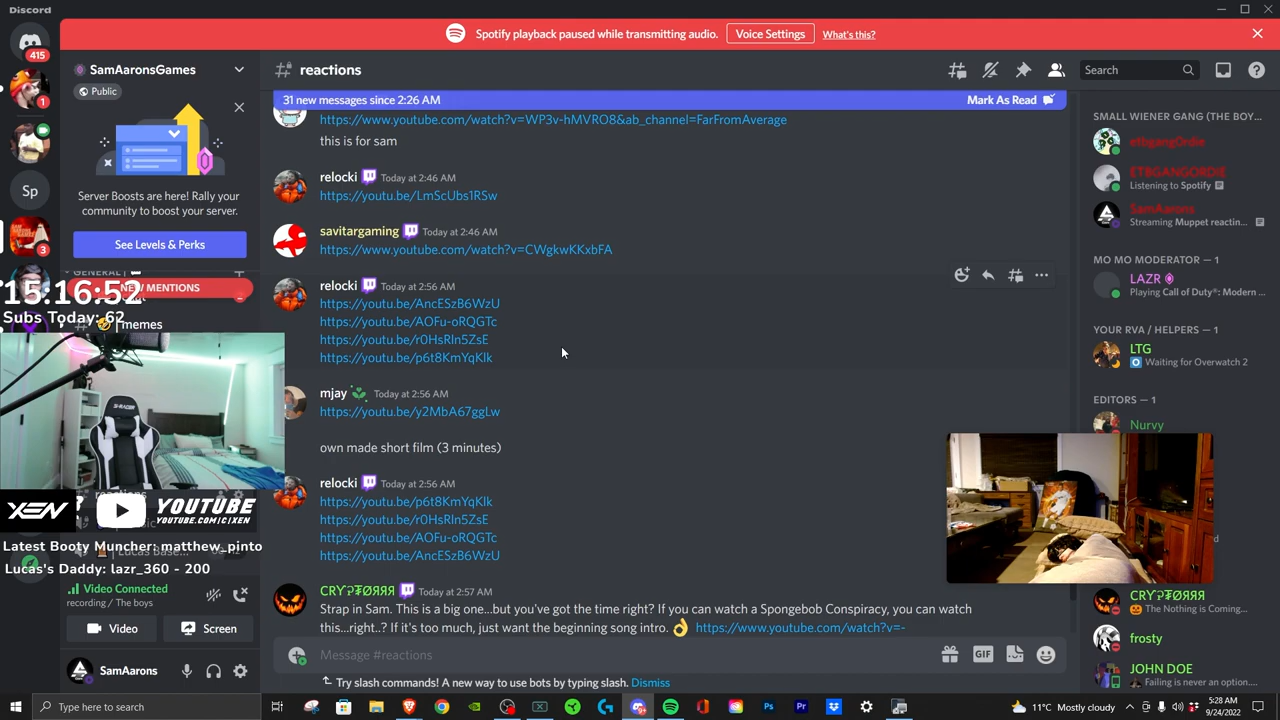 Discord
Spotify playback paused while transmitting audio.
Voice Settings
What's this?
415
1
Sp
3
SamAaronsGames
Public
Server Boosts are here! Rally your
community to boost your server.
See Levels & Perks
GENERAL
NEW MENTIONS
15:16:52
Subs Today: 62
memes
reactions
Search
31 new messages since 2:26 AM
Mark As Read
https://www.youtube.com/watch?v=WP3v-hMVRO8&ab_channel=FarFromAverage
this is for sam
relocki Today at 2:46 AM
https://youtu.be/LmScUbs1RSw
savitargaming Today at 2:46 AM
https://www.youtube.com/watch?v=CWgkwKKxbFA
relocki Today at 2:56 AM
https://youtu.be/AncESzB6WzU
https://youtu.be/AOFu-oRQGTc
https://youtu.be/r0HsRIn5ZsE
https://youtu.be/p6t8KmYqKlk
mjay Today at 2:56 AM
https://youtu.be/y2MbA67ggLw
own made short film (3 minutes)
relocki Today at 2:56 AM
https://youtu.be/p6t8KmYqKlk
https://youtu.be/r0HsRIn5ZsE
https://youtu.be/AOFu-oRQGTc
https://youtu.be/AncESzB6WzU
CRY Today at 2:57 AM
Strap in Sam. This is a big one...but you've got the time right? If you can watch a Spongebob Conspiracy, you can watch
this...right..? If it's too much, just want the beginning song intro. 👌 https://www.youtube.com/watch?v=-
Message #reactions
GIF
Try slash commands! A new way to use bots by typing slash. Dismiss
SMALL WIENER GANG (THE BOY...
etbgang0rdie
ETBGANGORDIE
Listening to Spotify
SamAarons
Streaming Muppet reactin...
MO MO MODERATOR — 1
LAZR
Playing Call of Duty®: Modern ...
YOUR RVA / HELPERS — 1
LTG
Waiting for Overwatch 2
EDITORS — 1
Nurvy
The Nothing is Coming...
frosty
JOHN DOE
Failing is never an option....
S-RACER
XEN
YOUTUBE
YOUTUBE.COM/C/XEN
Latest Booty Muncher: matthew_pinto
Lucas's Daddy: lazr_360 - 200
Video Connected
recording / The boys
Video
Screen
SamAarons
Type here to search
11°C Mostly cloudy
5:28 AM
9/24/2022